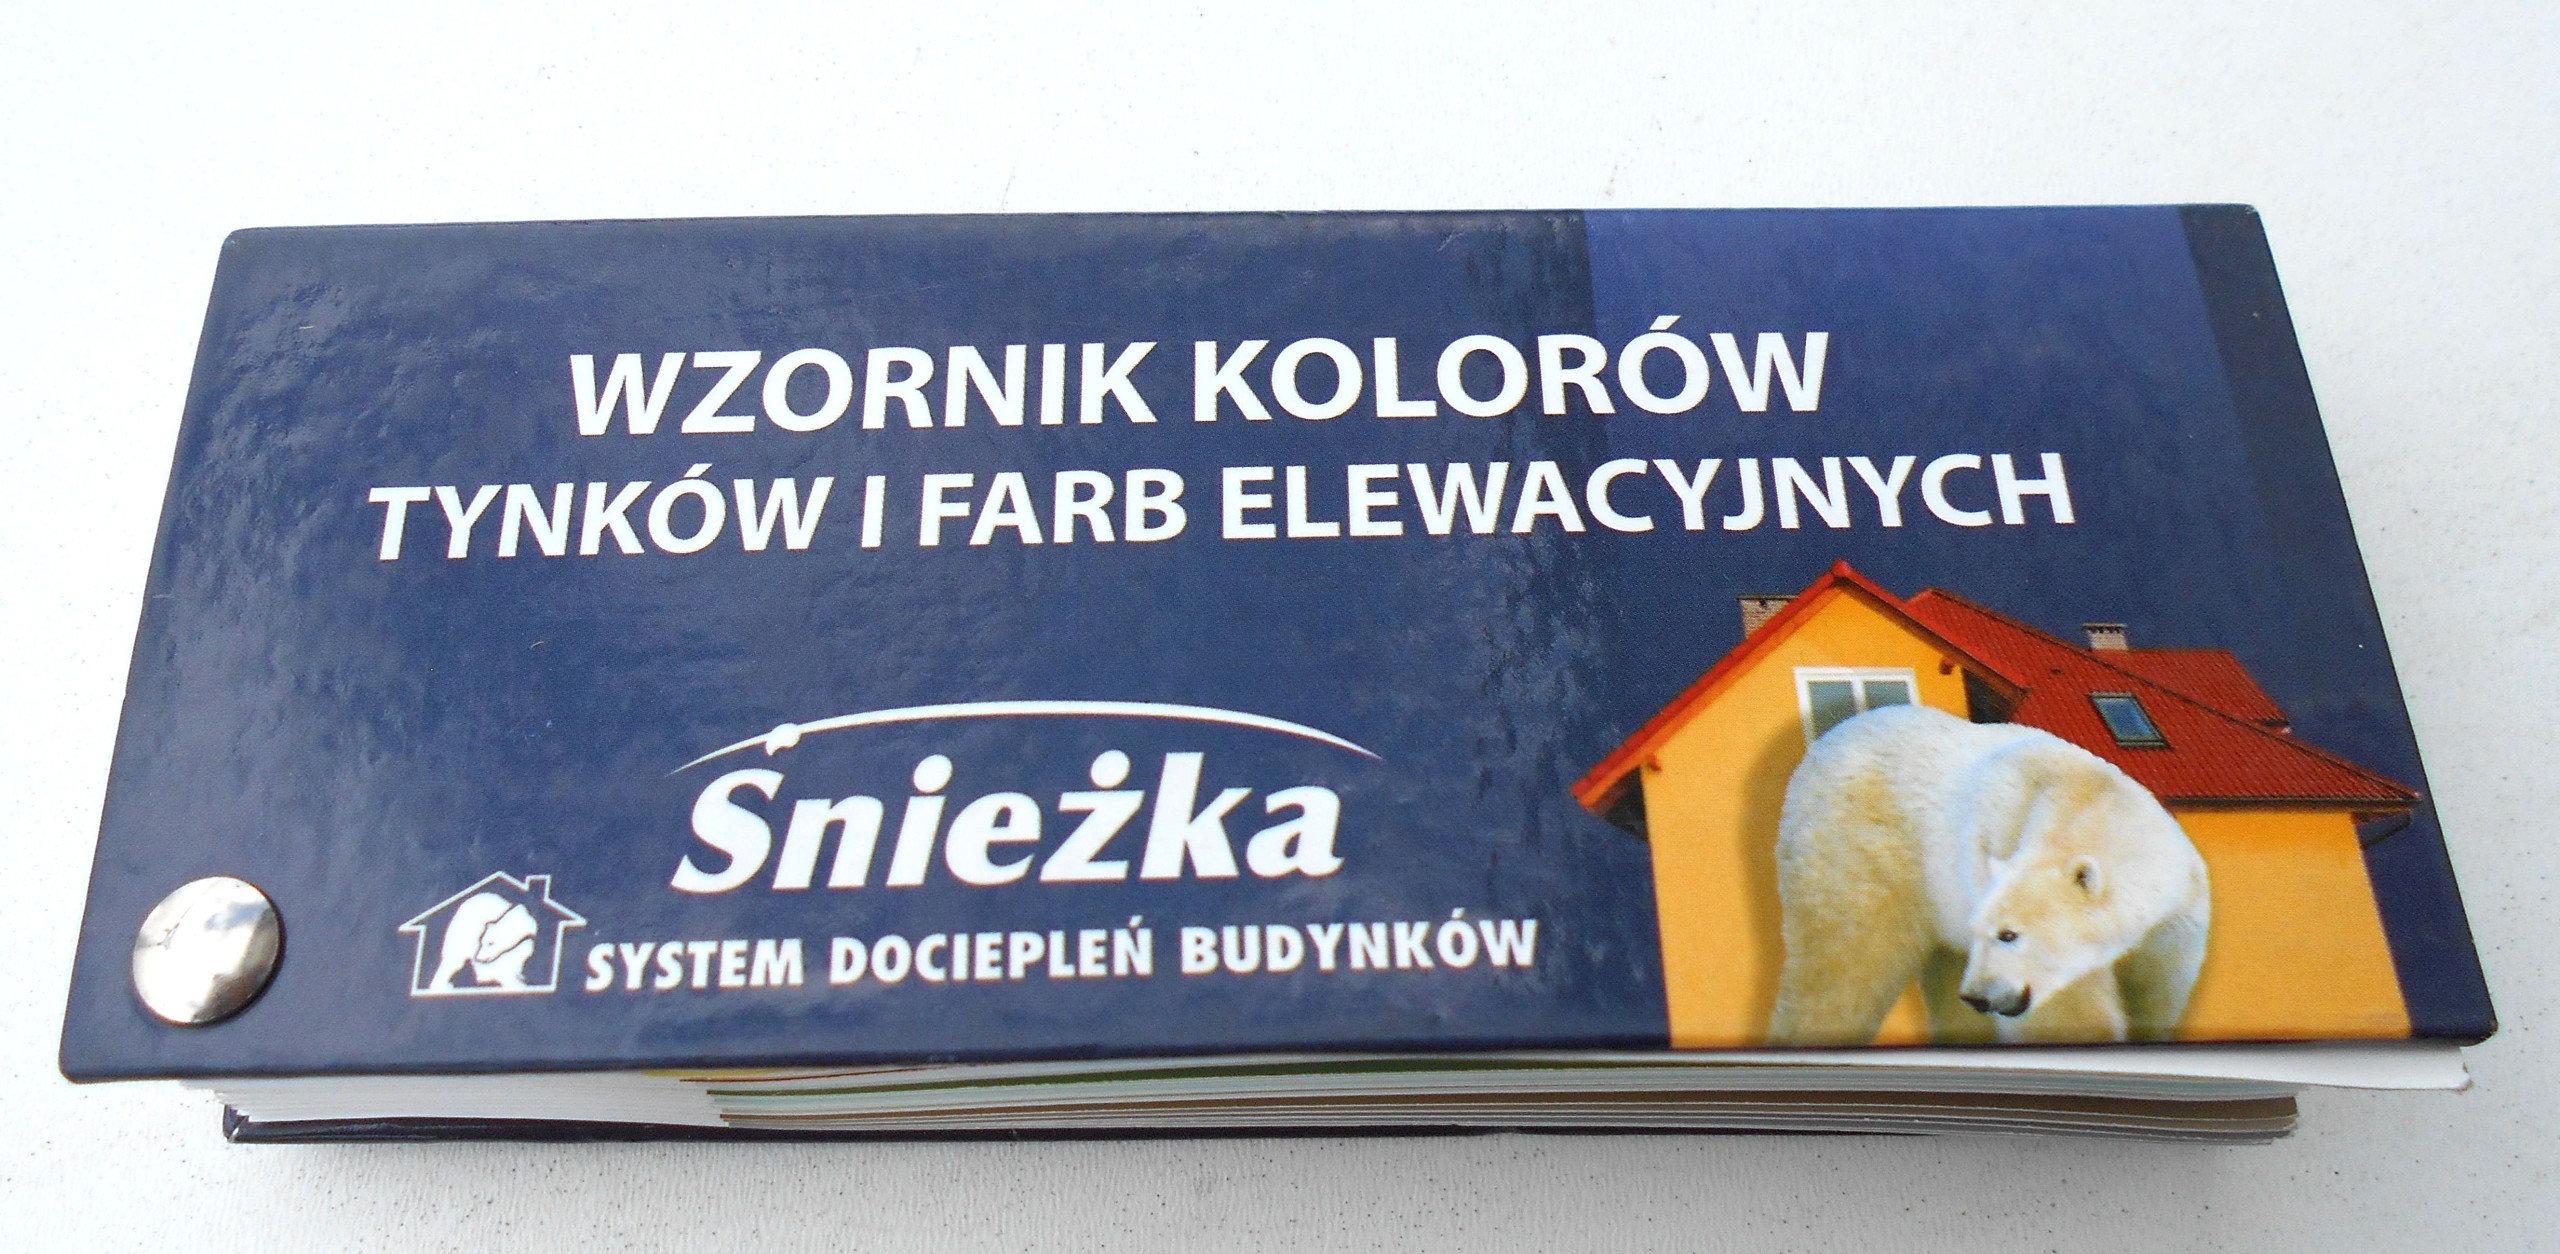 WZORNIK KOLORÓW
TYNKÓW I FARB ELEWACYJNYCH
Śnieżka
SYSTEM DOCIEPLEŃ BUDYNKÓW